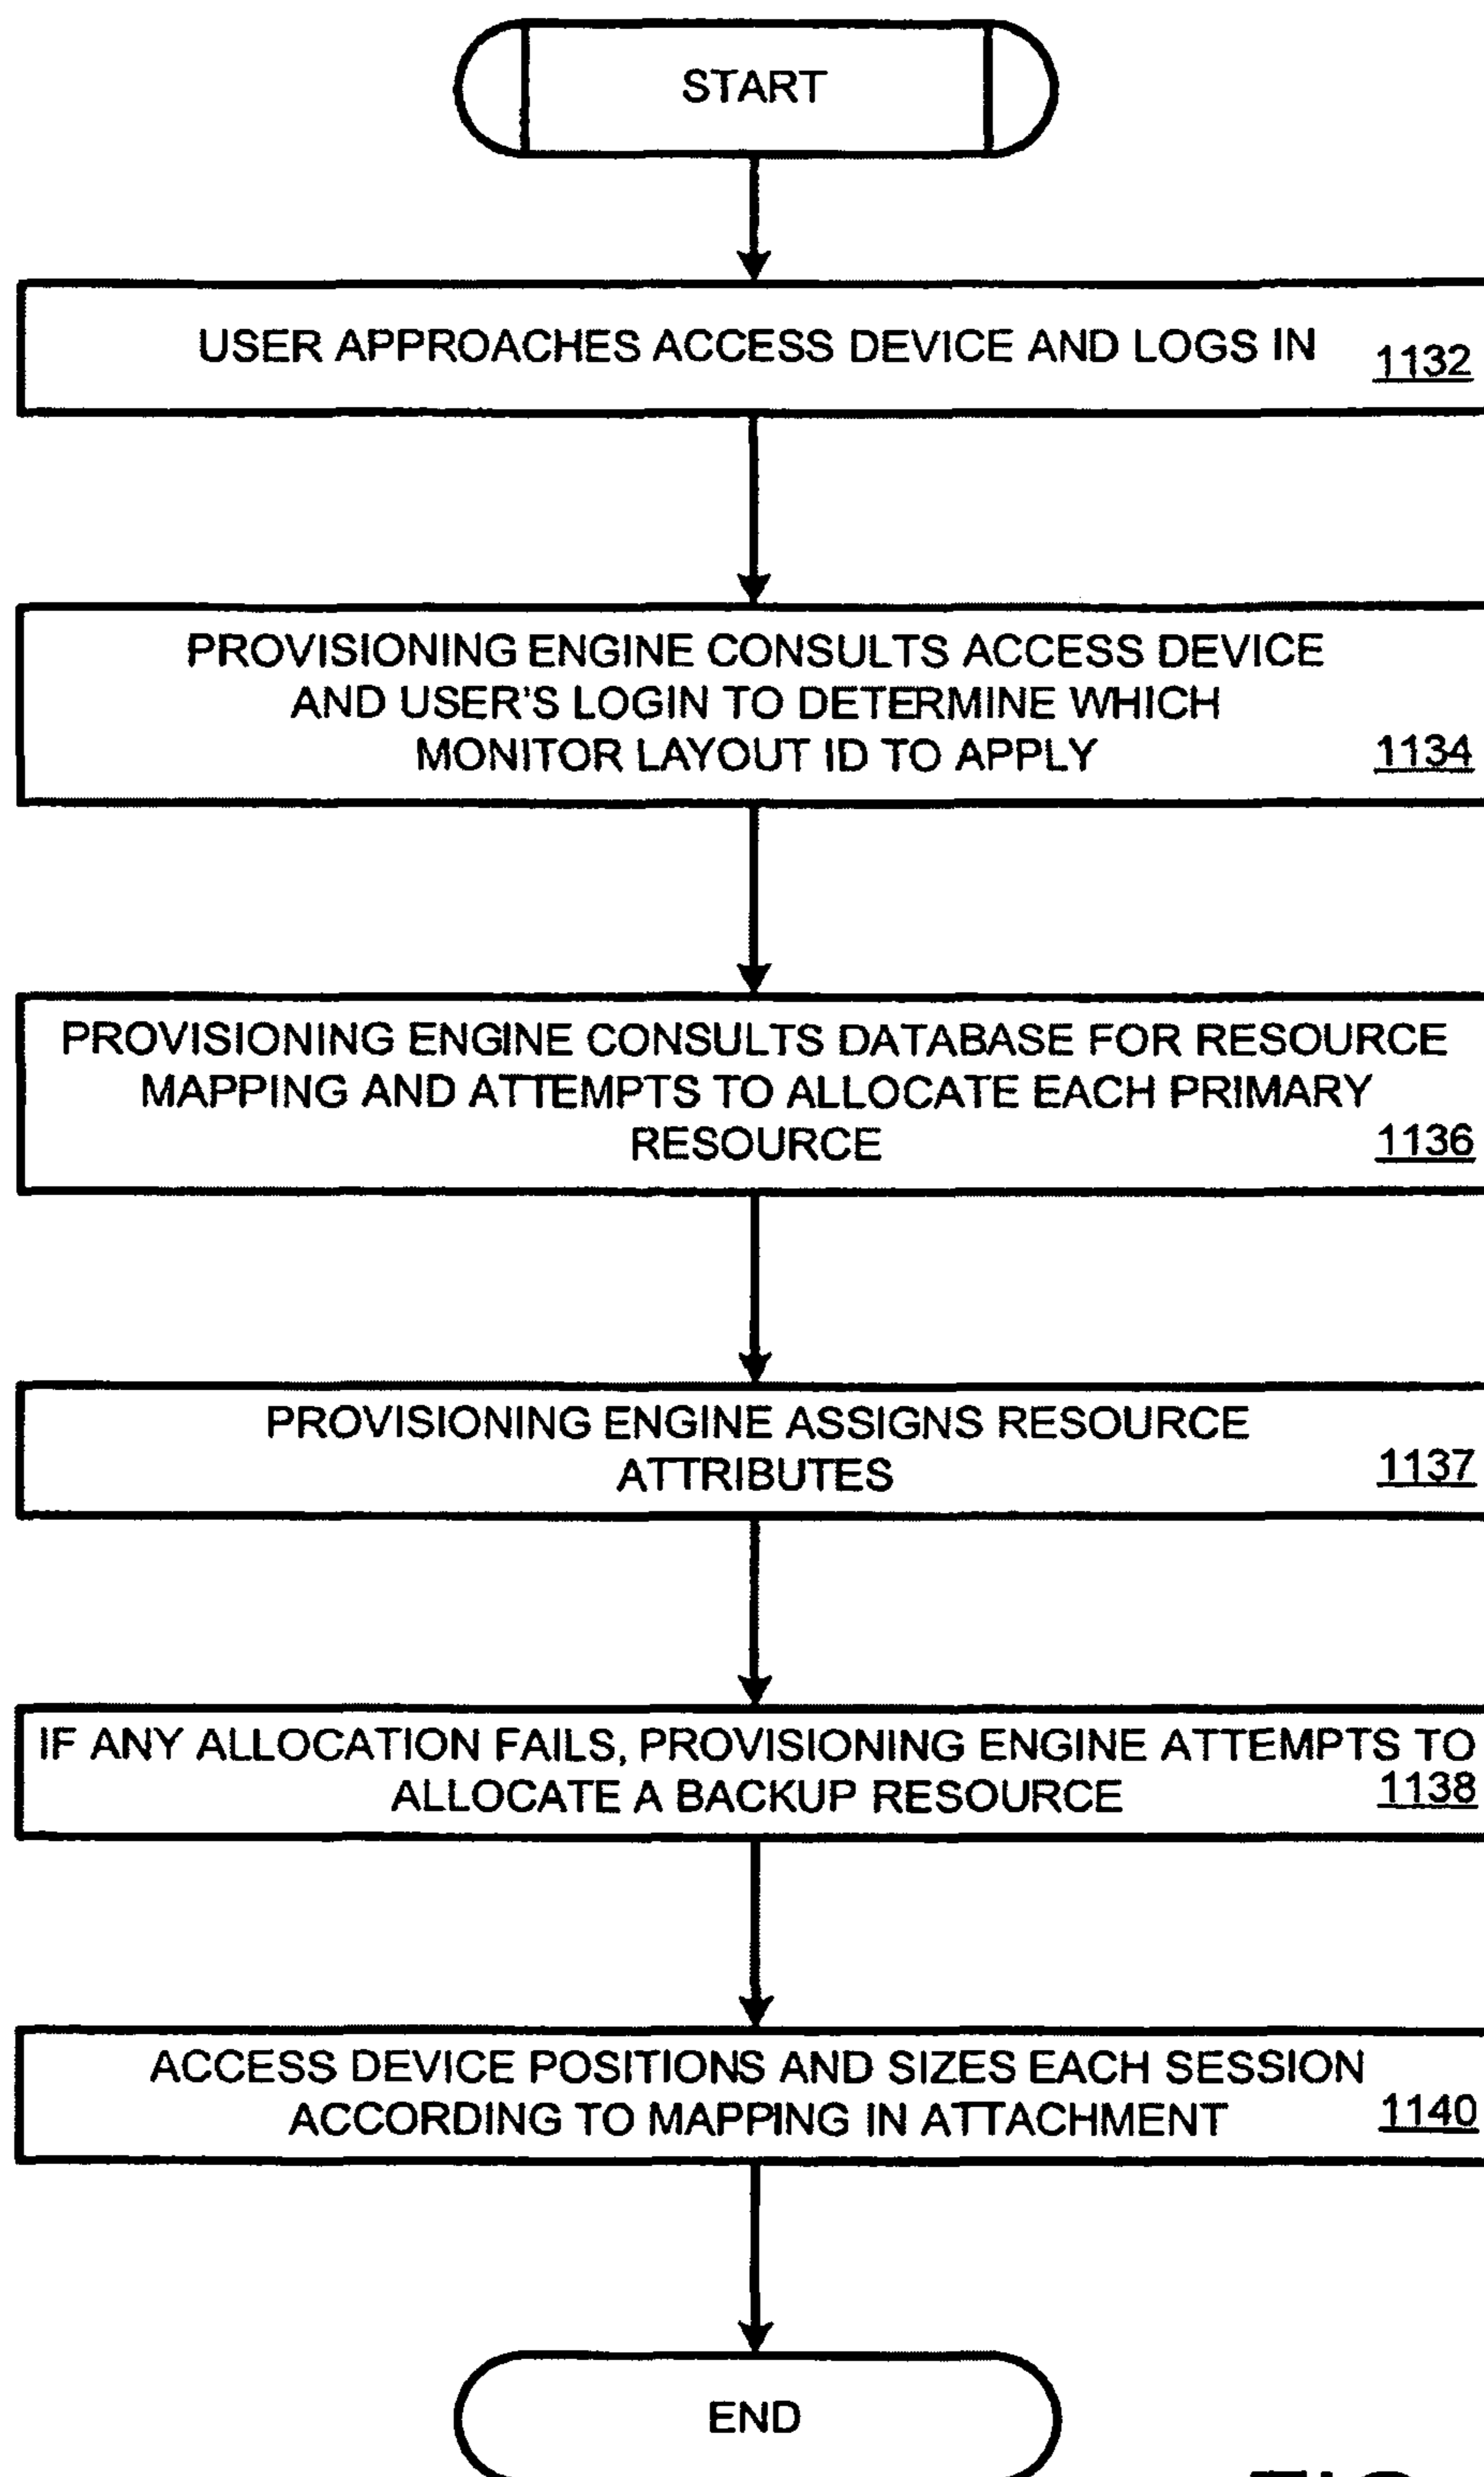 START
USER APPROACHES ACCESS DEVICE AND LOGS IN
1132
PROVISIONING ENGINE CONSULTS ACCESS DEVICE
AND USER'S LOGIN TO DETERMINE WHICH
MONITOR LAYOUT ID TO APPLY
1134
PROVISIONING ENGINE CONSULTS DATABASE FOR RESOURCE
MAPPING AND ATTEMPTS TO ALLOCATE EACH PRIMARY
RESOURCE
1136
PROVISIONING ENGINE ASSIGNS RESOURCE
ATTRIBUTES
1137
IF ANY ALLOCATION FAILS, PROVISIONING ENGINE ATTEMPTS TO
ALLOCATE A BACKUP RESOURCE
1138
ACCESS DEVICE POSITIONS AND SIZES EACH SESSION
ACCORDING TO MAPPING IN ATTACHMENT
1140
END